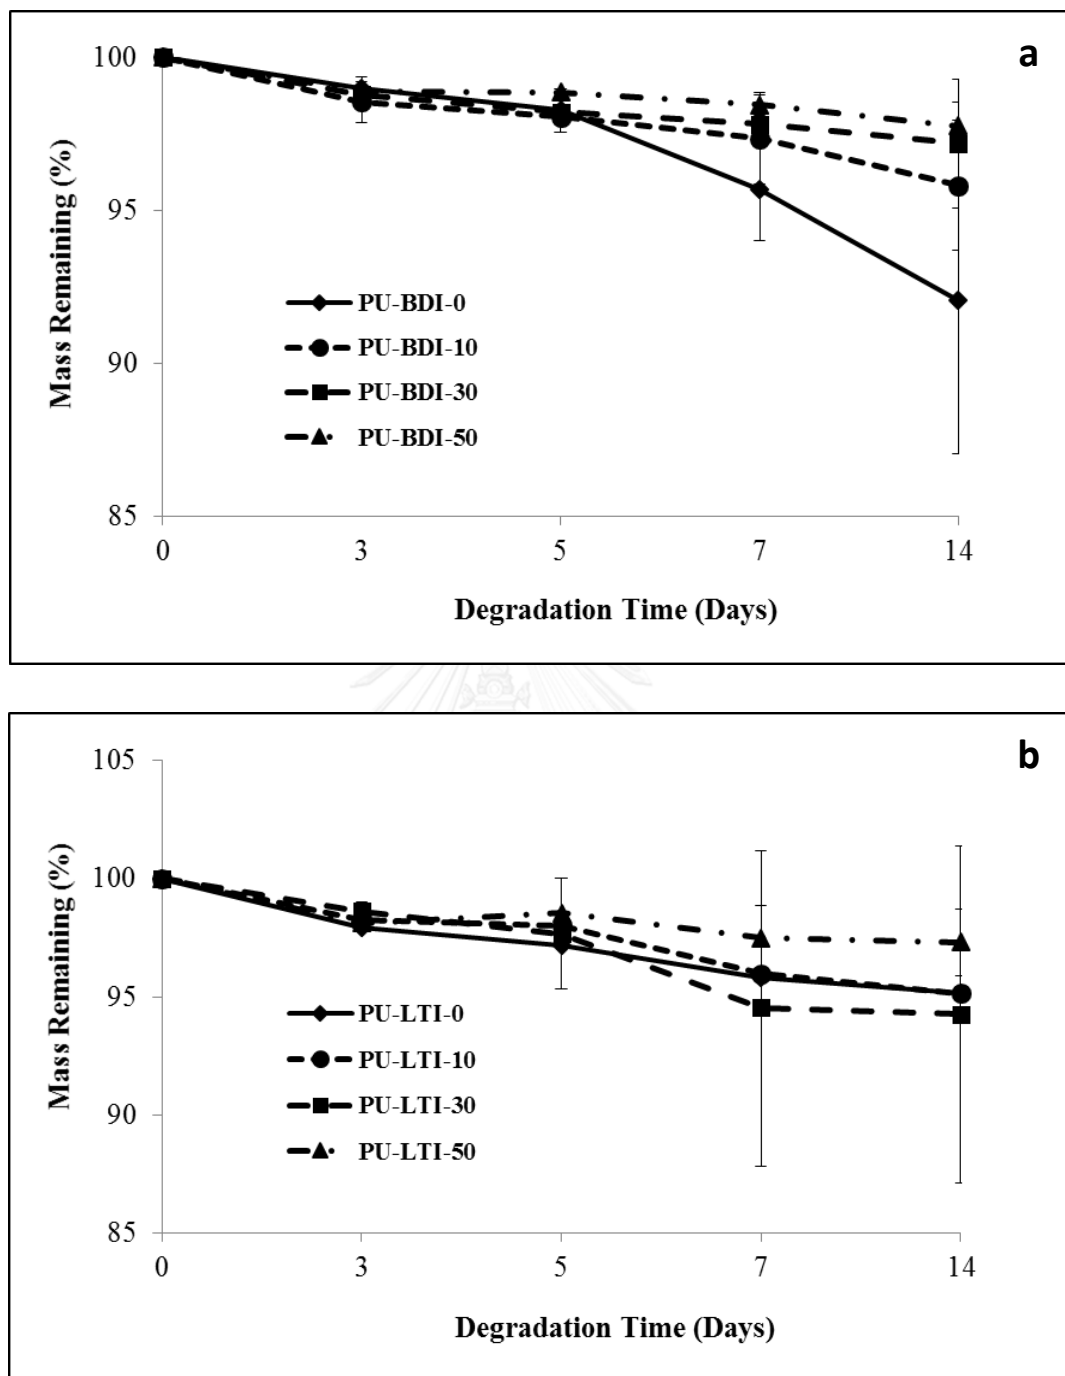 a
100
95
90
85
Mass Remaining (%)
PU-BDI-0
PU-BDI-10
PU-BDI-30
PU-BDI-50
0 3 5 7 14
Degradation Time (Days)
b
105
100
95
90
85
Mass Remaining (%)
PU-LTI-0
PU-LTI-10
PU-LTI-30
PU-LTI-50
0 3 5 7 14
Degradation Time (Days)